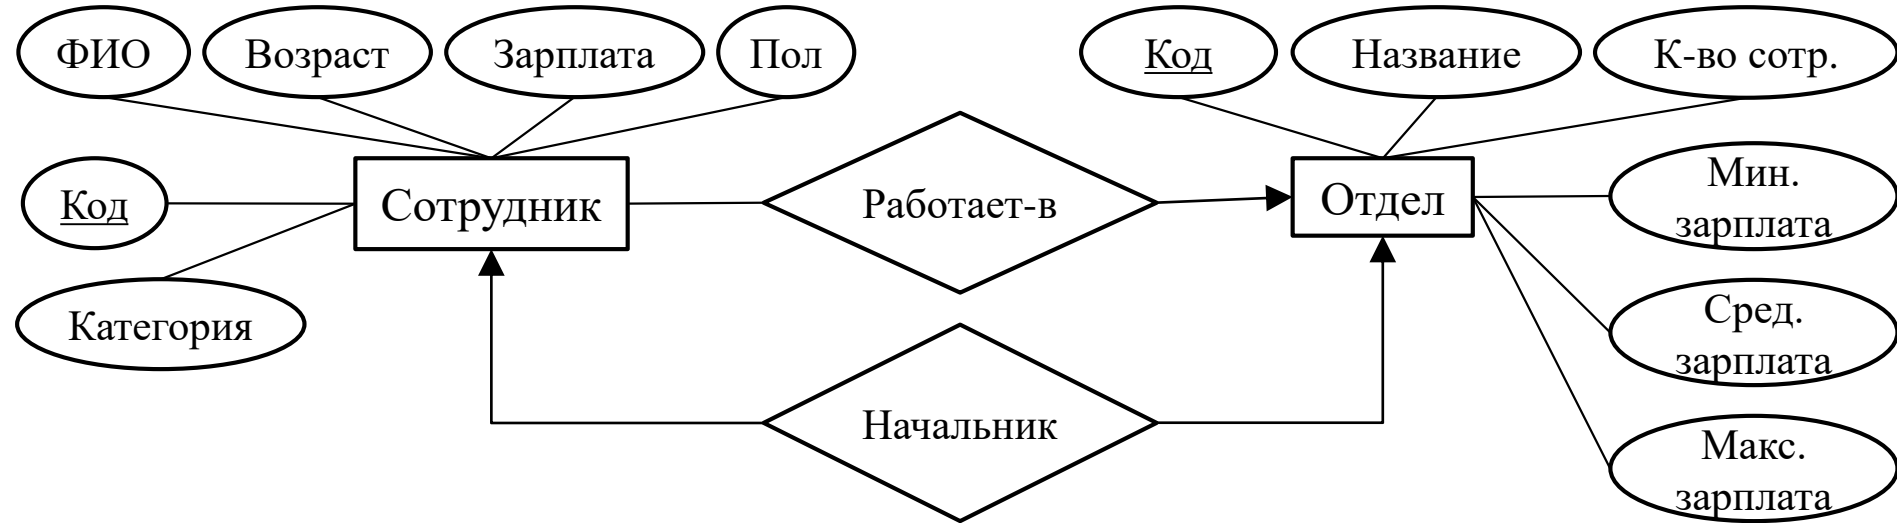 ФИО
Возраст
Зарплата
Пол
Код
Название
К-во сотр.
Код
Сотрудник
Работает-в
Отдел
Мин.
зарплата
Категория
Сред.
зарплата
Начальник
Макс.
зарплата